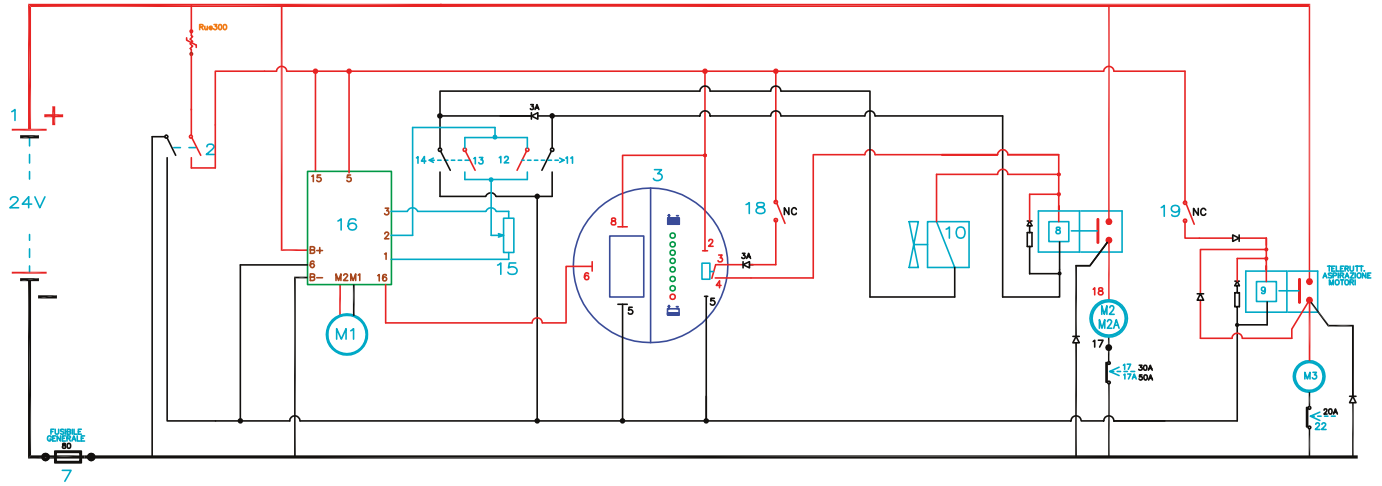 Rue300
1
+
2
24V
FUSIBILE
GENERALE
80
7
15
5
16
3
2
1
B+
6
B-
M2
M1
16
M1
3A
14
13
12
11
15
3
8
6
5
2
3
4
5
3A
18
NC
10
8
18
M2
M2A
17
17
30A
17A
50A
19
NC
9
TELERUTT.
ASPIRAZIONE
MOTORI
M3
20A
22